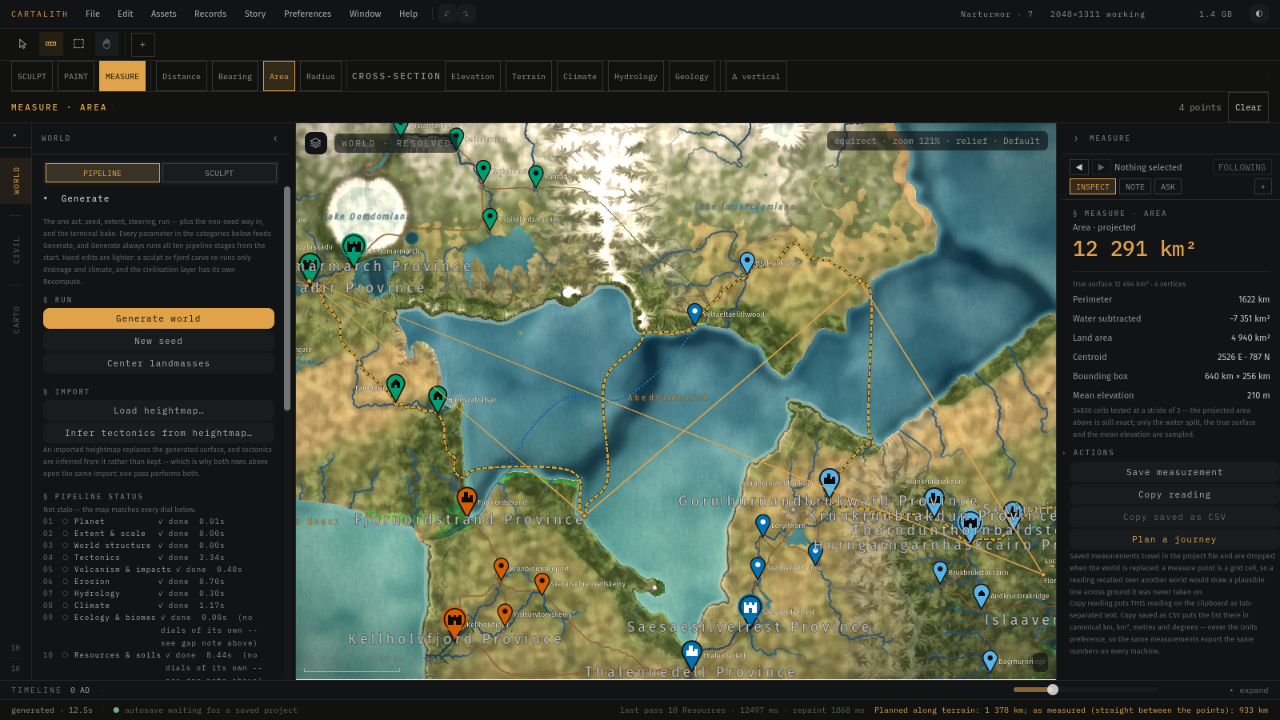 CARTALITH File Edit Assets Records Story Preferences Window Help Narturmor · 7 2048×1311 working 1.4 GB
SCULPT PAINT MEASURE Distance Bearing Area Radius CROSS-SECTION Elevation Terrain Climate Hydrology Geology Δ vertical
MEASURE · AREA 4 points Clear
WORLD
WORLD
CIVIL
CARTO
PIPELINE SCULPT
Generate
The one act: seed, extent, steering, run -- plus the non-seed way in,
and the terminal bake. Every parameter in the categories below feeds
Generate, and Generate always runs all ten pipeline stages from the
start. Hand edits are lighter: a sculpt or fjord carve re-runs only
drainage and climate, and the civilisation layer has its own
Recompute.
§ RUN
Generate world
New seed
Center landmasses
§ IMPORT
Load heightmap…
Infer tectonics from heightmap…
An imported heightmap replaces the generated surface, and tectonics
are inferred from it rather than kept -- which is why both rows above
open the same import: one pass performs both.
§ PIPELINE STATUS
Not stale -- the map matches every dial below.
01 Planet √ done 0.01s
02 Extent & scale √ done 0.00s
03 World structure √ done 0.00s
04 Tectonics √ done 3.34s
05 Volcanism & impacts √ done 0.40s
06 Erosion √ done 0.76s
07 Hydrology √ done 0.30s
08 Climate √ done 1.17s
09 Ecology & biomes √ done 0.00s (no
dials of its own --
see gap note above)
10 Resources & soils √ done 8.44s (no
dials of its own --
10
10
WORLD · RESOLVED
equirect · room 121% · relief · Default
Lake Domdomiano
Abedomiarmarch
marmarch Province
adir Province
Fjordstrand
Fjornordstrand Province
Kellholvfjord Province
Gormhurnandbrukward Province
Saesaesilvelrest Province
Thalennedell Province
Thalennedell
Brukbrukstokcairn
Andkrunbrakridge
Islaaver
MEASURE
Nothing selected FOLLOWING
INSPECT NOTE ASK +
§ MEASURE · AREA
Area · projected
12 291 km²
true surface 12 494 km² · 4 vertices
Perimeter 1622 km
Water subtracted −7 351 km²
Land area 4 940 km²
Centroid 2526 E · 787 N
Bounding box 640 km × 256 km
Mean elevation 210 m
34830 cells tested at a stride of 3 -- the projected area
above is still exact; only the water split, the true surface
and the mean elevation are sampled.
ACTIONS
Save measurement
Copy reading
Copy saved as CSV
Plan a journey
Saved measurements travel in the project file and are dropped
when the world is replaced: a measure point is a grid cell, so a
reading recalled over another world would draw a plausible
line across ground it was never taken on.
Copy reading puts THIS reading on the clipboard as tab-
separated text. Copy saved as CSV puts the list there in
canonical km, km², metres and degrees -- never the Units
preference, so the same measurements export the same
numbers on every machine.
TIMELINE 0 AD expand
generated · 12.5s autosave waiting for a saved project last pass 10 Resources · 12497 ms · repaint 1860 ms Planned along terrain: 1 378 km; as measured (straight between the points): 933 km